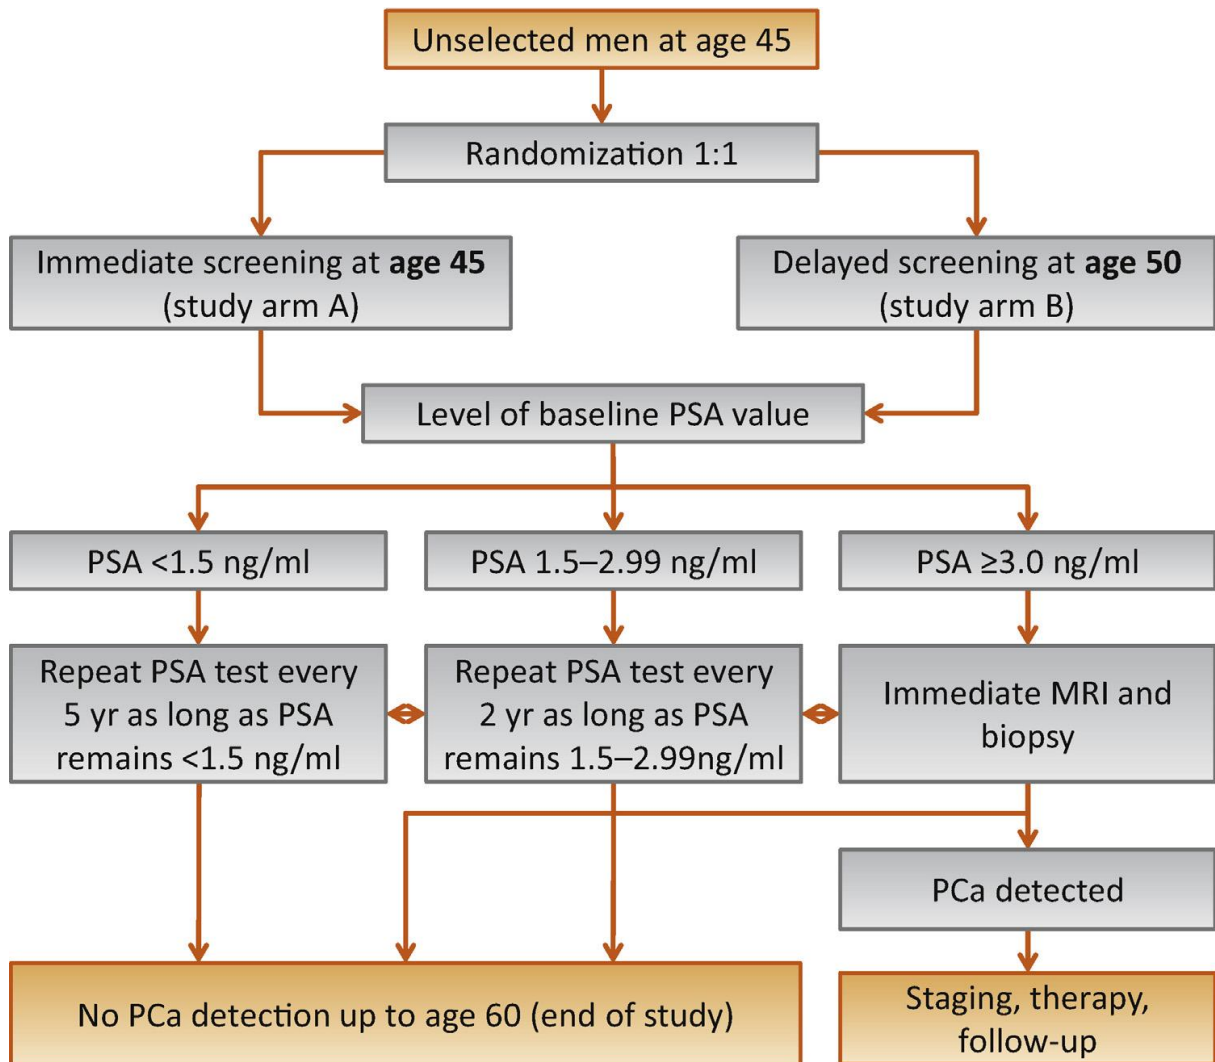 Unselected men at age 45
Randomization 1:1
Immediate screening at age 45
(study arm A)
Delayed screening at age 50
(study arm B)
Level of baseline PSA value
PSA <1.5 ng/ml
PSA 1.5–2.99 ng/ml
PSA ≥3.0 ng/ml
Repeat PSA test every
5 yr as long as PSA
remains <1.5 ng/ml
Repeat PSA test every
2 yr as long as PSA
remains 1.5–2.99ng/ml
Immediate MRI and
biopsy
PCa detected
No PCa detection up to age 60 (end of study)
Staging, therapy,
follow-up